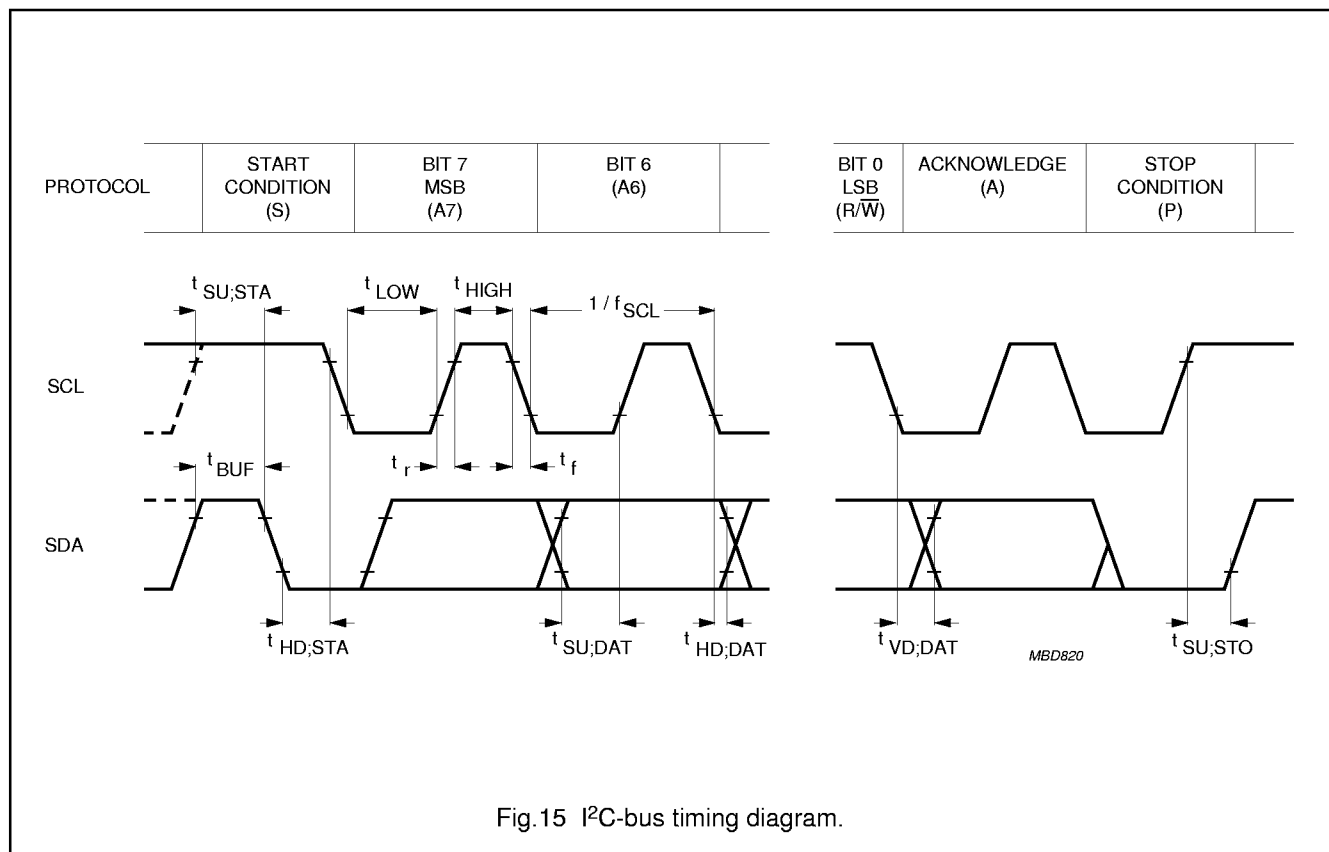 PROTOCOL
START
CONDITION
(S)
BIT 7
MSB
(A7)
BIT 6
(A6)
BIT 0
LSB
(R/W̅)
ACKNOWLEDGE
(A)
STOP
CONDITION
(P)
t SU;STA
t LOW
t HIGH
1 / f SCL
SCL
t BUF
t r
t f
SDA
t HD;STA
t SU;DAT
t HD;DAT
t VD;DAT
MBD820
t SU;STO
Fig.15 I²C-bus timing diagram.